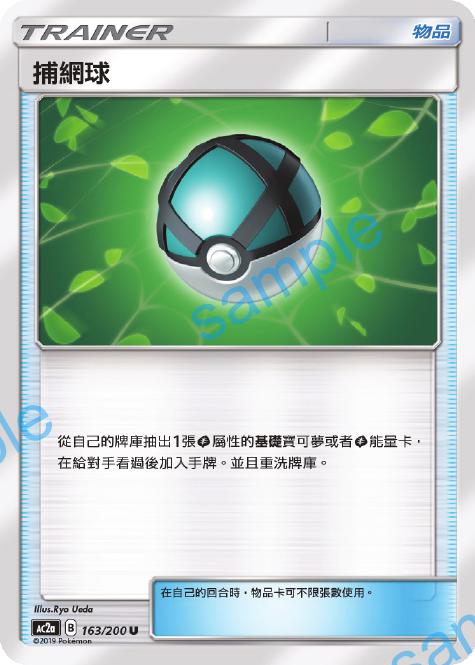 TRAINER 物品
捕網球
sample
從自己的牌庫抽出1張屬性的基礎寶可夢或者能量卡，
在給對手看過後加入手牌。並且重洗牌庫。
在自己的回合時，物品卡可不限張數使用。
Illus.Ryo Ueda
AC2a B 163/200 U
©2019 Pokémon